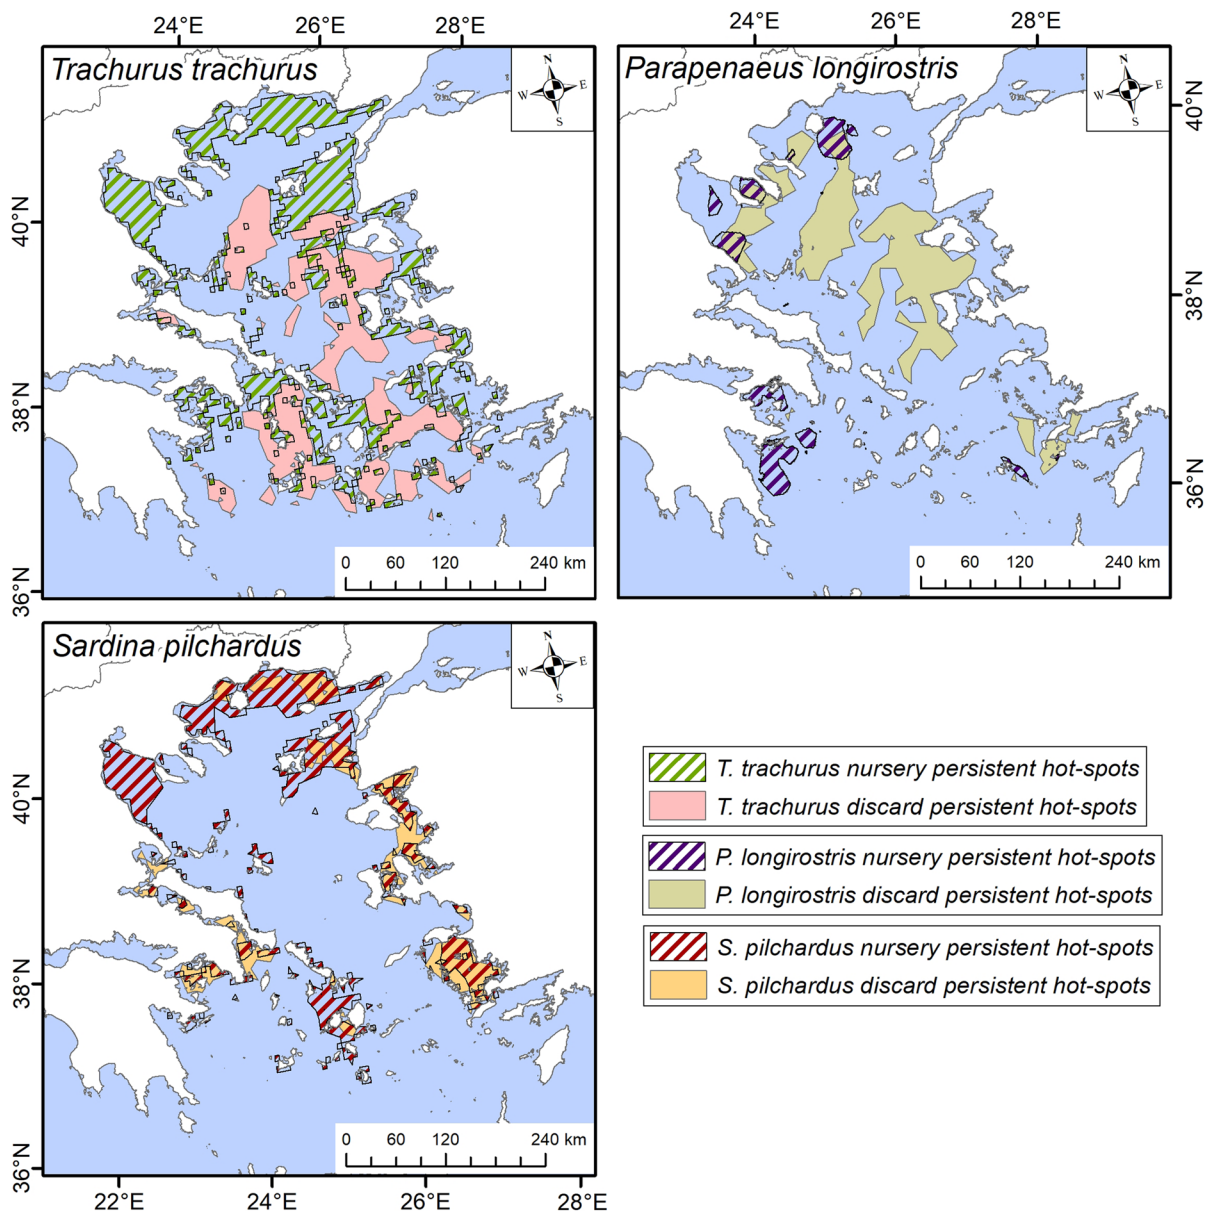 24°E 26°E 28°E
24°E 26°E 28°E
Trachurus trachurus
N
W E
S
Parapenaeus longirostris
N
W E
S
40°N
38°N
36°N
40°N
38°N
36°N
0 60 120 240 km
0 60 120 240 km
Sardina pilchardus
N
W E
S
40°N
38°N
36°N
0 60 120 240 km
22°E 24°E 26°E 28°E
T. trachurus nursery persistent hot-spots
T. trachurus discard persistent hot-spots
P. longirostris nursery persistent hot-spots
P. longirostris discard persistent hot-spots
S. pilchardus nursery persistent hot-spots
S. pilchardus discard persistent hot-spots